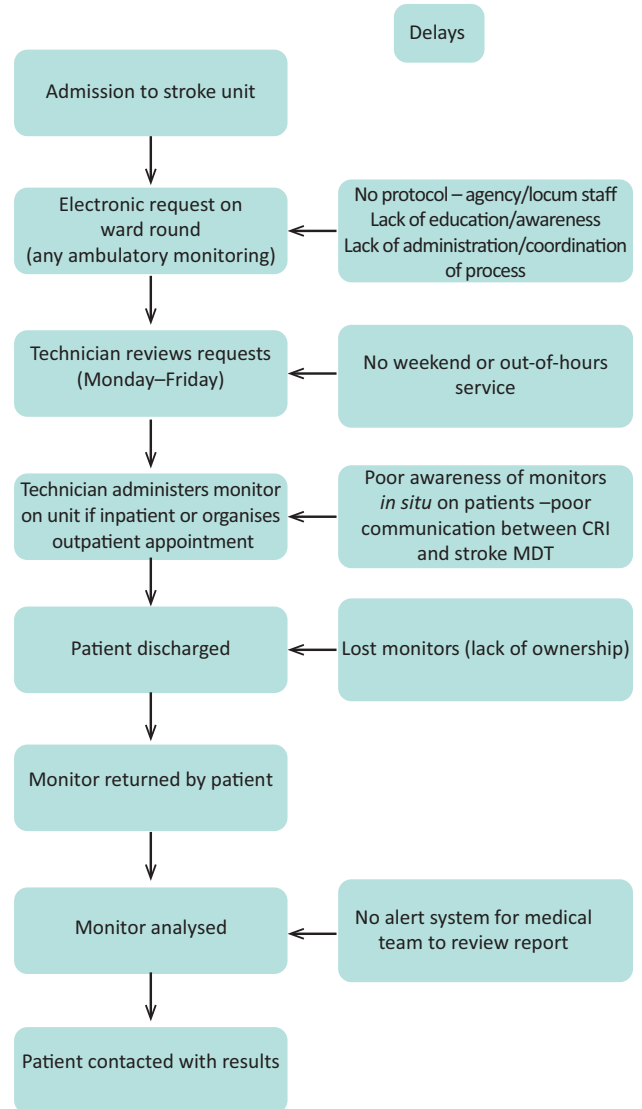 Delays
Admission to stroke unit
Electronic request on
ward round
(any ambulatory monitoring)
No protocol – agency/locum staff
Lack of education/awareness
Lack of administration/coordination
of process
Technician reviews requests
(Monday–Friday)
No weekend or out-of-hours
service
Technician administers monitor
on unit if inpatient or organises
outpatient appointment
Poor awareness of monitors
in situ on patients –poor
communication between CRI
and stroke MDT
Patient discharged
Lost monitors (lack of ownership)
Monitor returned by patient
Monitor analysed
No alert system for medical
team to review report
Patient contacted with results